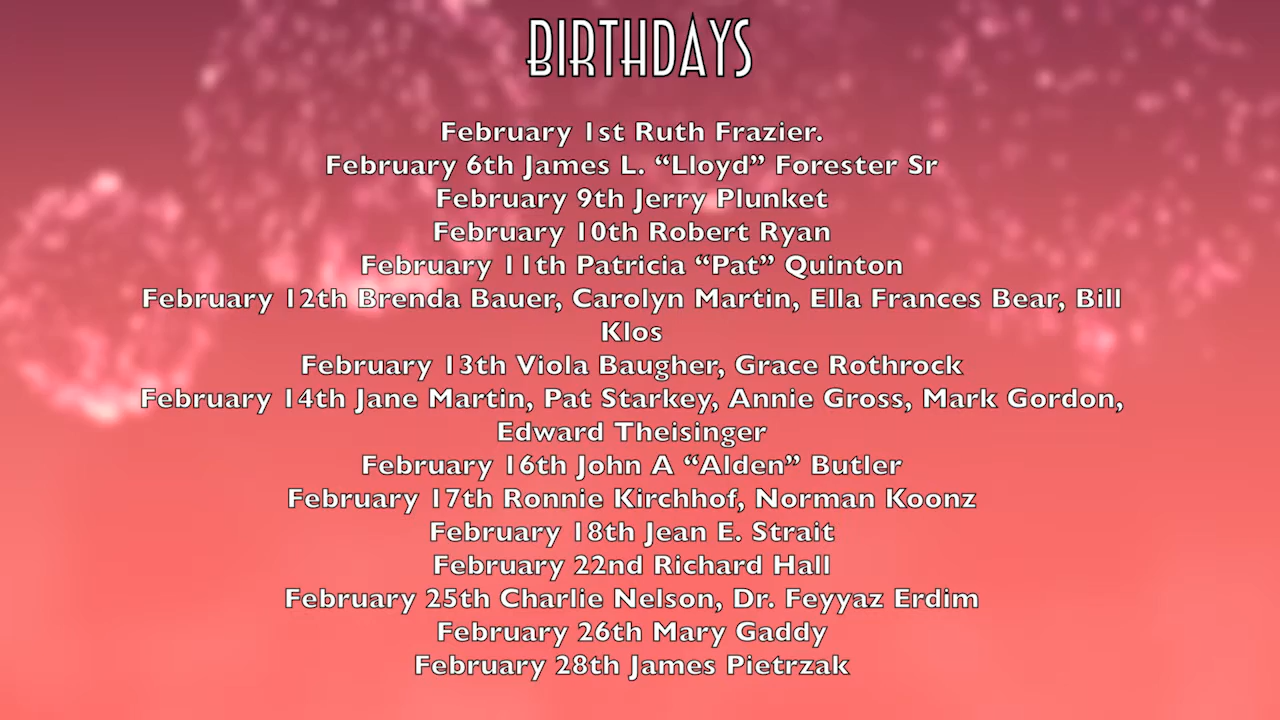 BIRTHDAYS
February 1st Ruth Frazier.
February 6th James L. “Lloyd” Forester Sr
February 9th Jerry Plunket
February 10th Robert Ryan
February 11th Patricia “Pat” Quinton
February 12th Brenda Bauer, Carolyn Martin, Ella Frances Bear, Bill
Klos
February 13th Viola Baugher, Grace Rothrock
February 14th Jane Martin, Pat Starkey, Annie Gross, Mark Gordon,
Edward Theisinger
February 16th John A “Alden” Butler
February 17th Ronnie Kirchhof, Norman Koonz
February 18th Jean E. Strait
February 22nd Richard Hall
February 25th Charlie Nelson, Dr. Feyyaz Erdim
February 26th Mary Gaddy
February 28th James Pietrzak